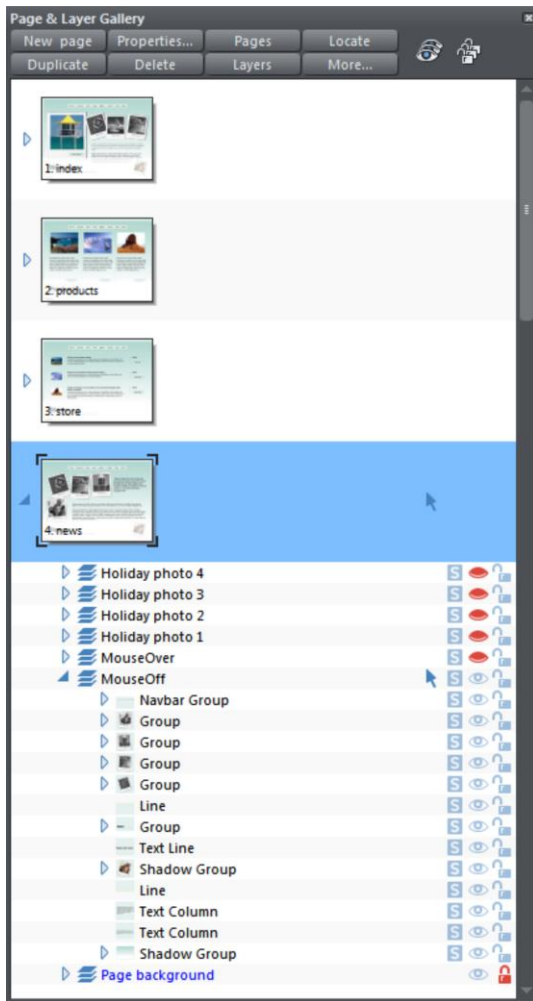 Page & Layer Gallery
New page Properties... Pages Locate
Duplicate Delete Layers More...
1. index
2. products
3. store
4. news
Holiday photo 4 S
Holiday photo 3 S
Holiday photo 2 S
Holiday photo 1 S
MouseOver S
MouseOff S
Navbar Group S
Group S
Group S
Group S
Group S
Line S
Group S
Text Line S
Shadow Group S
Line S
Text Column S
Text Column S
Shadow Group S
Page background